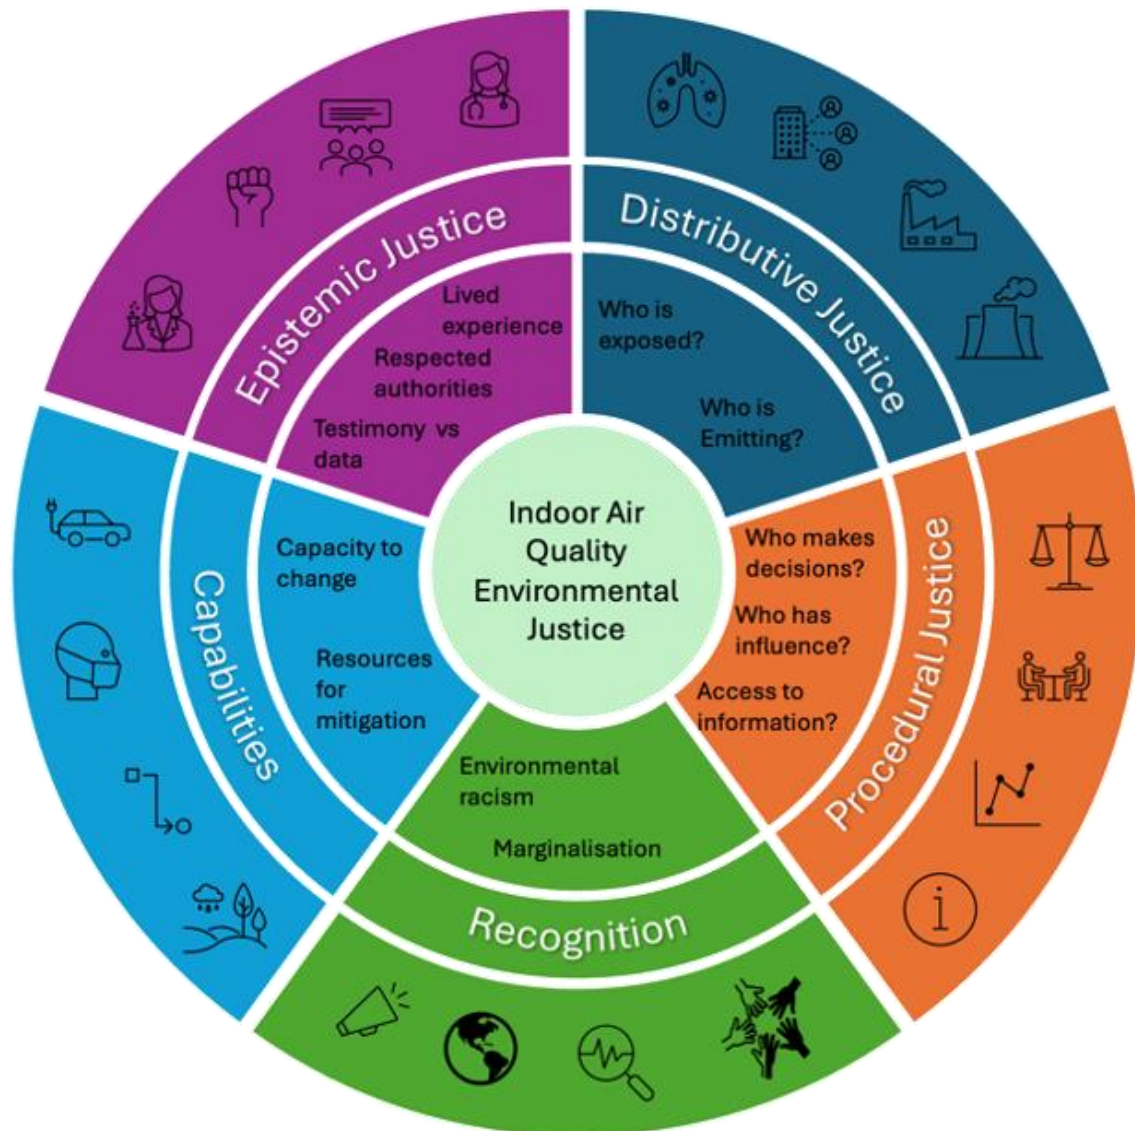 Indoor Air
Quality
Environmental
Justice
Distributive Justice
Who is
exposed?
Who is
Emitting?
Procedural Justice
Who makes
decisions?
Who has
influence?
Access to
information?
Recognition
Environmental
racism
Marginalisation
Capabilities
Capacity to
change
Resources
for
mitigation
Epistemic Justice
Lived
experience
Respected
authorities
Testimony vs
data
i